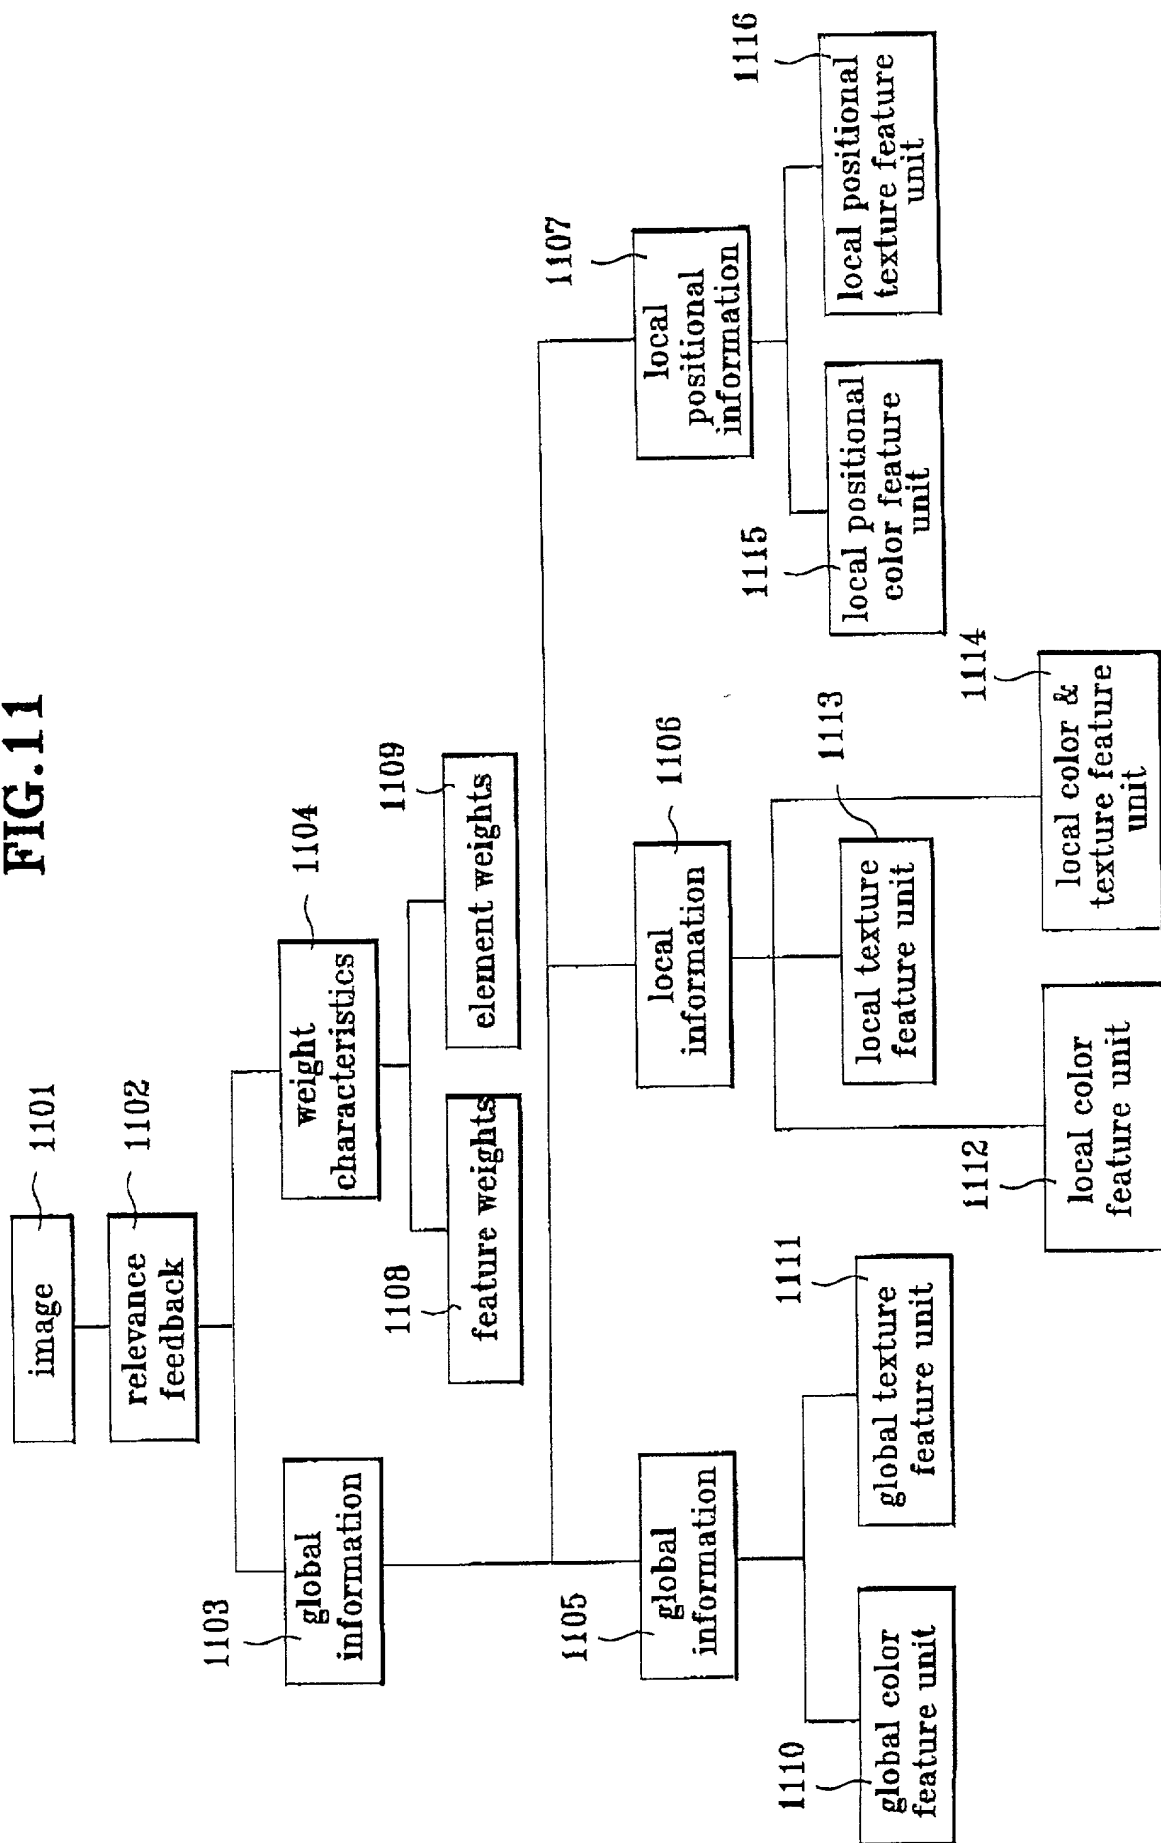 FIG.11
image
1101
relevance
feedback
1102
1103
global
information
weight
characteristics
1104
1108
feature weights
element weights
1109
1105
global
information
local
information
1106
local
positional
information
1107
1110
global color
feature unit
global texture
feature unit
1111
1112
local color
feature unit
local texture
feature unit
1113
local color &
texture feature
unit
1114
1115
local positional
color feature
unit
local positional
texture feature
unit
1116